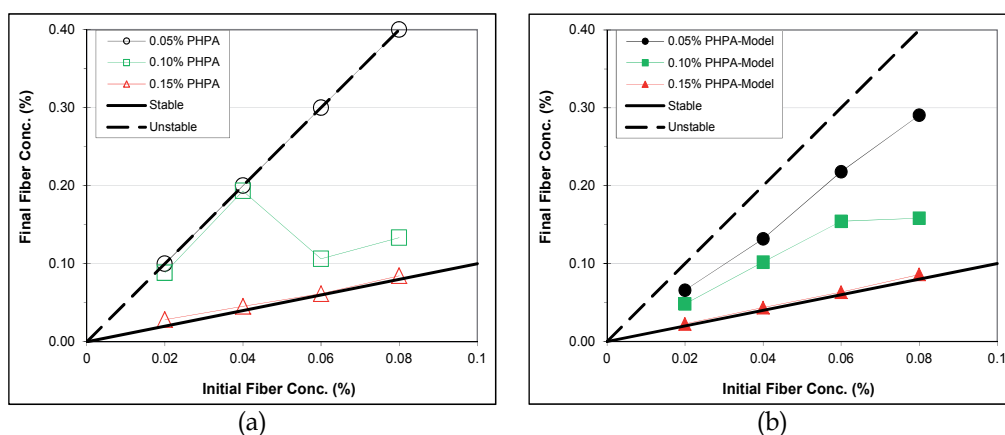 0.40
0.30
0.20
0.10
0.00
Final Fiber Conc. (%)
0.05% PHPA
0.10% PHPA
0.15% PHPA
Stable
Unstable
0 0.02 0.04 0.06 0.08 0.1
Initial Fiber Conc. (%)
(a)
0.40
0.30
0.20
0.10
0.00
Final Fiber Conc. (%)
0.05% PHPA-Model
0.10% PHPA-Model
0.15% PHPA-Model
Stable
Unstable
0 0.02 0.04 0.06 0.08 0.1
Initial Fiber Conc. (%)
(b)